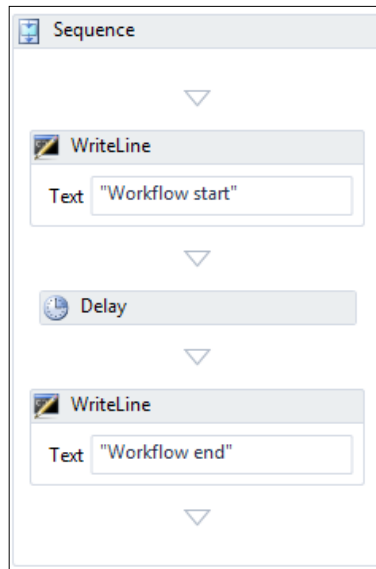 Sequence
WriteLine
Text "Workflow start"
Delay
WriteLine
Text "Workflow end"